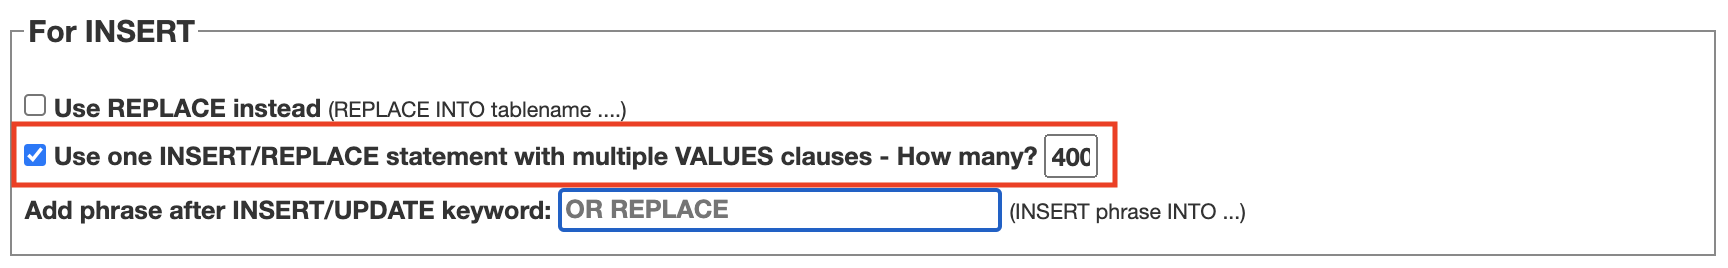 For INSERT
Use REPLACE instead (REPLACE INTO tablename ....)
Use one INSERT/REPLACE statement with multiple VALUES clauses - How many? 400
Add phrase after INSERT/UPDATE keyword: OR REPLACE (INSERT phrase INTO ...)